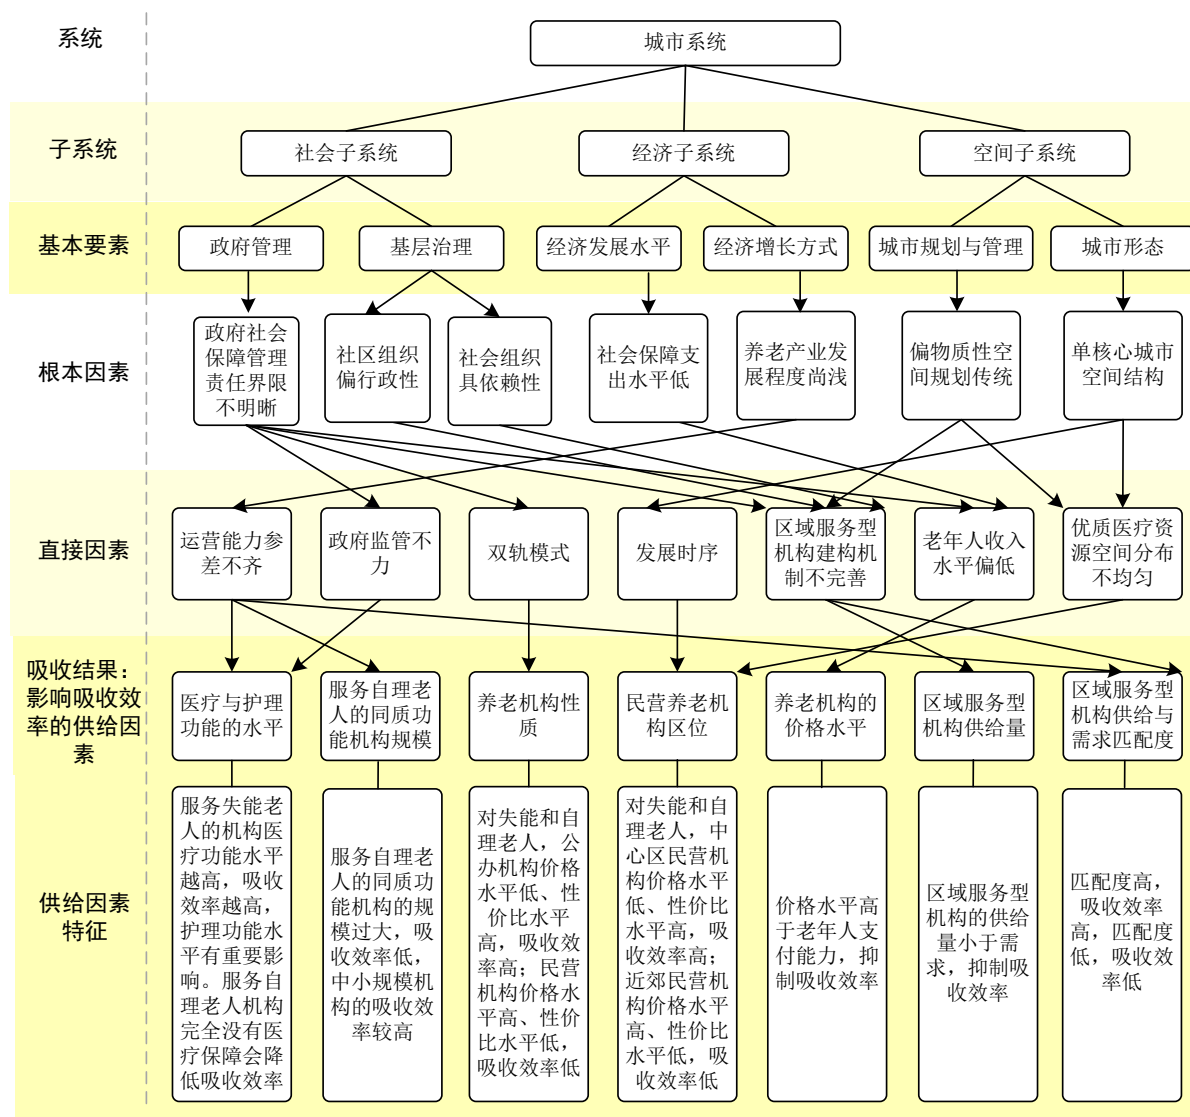 系统
城市系统
子系统
社会子系统
经济子系统
空间子系统
基本要素
政府管理
基层治理
经济发展水平
经济增长方式
城市规划与管理
城市形态
根本因素
政府社会
保障管理
责任界限
不明晰
社区组织
偏行政性
社会组织
具依赖性
社会保障支
出水平低
养老产业发
展程度尚浅
偏物质性空
间规划传统
单核心城市
空间结构
直接因素
运营能力参
差不齐
政府监管不
力
双轨模式
发展时序
区域服务型
机构建构机
制不完善
老年人收入
水平偏低
优质医疗资
源空间分布
不均匀
吸收结果：
影响吸收效
率的供给因
素
医疗与护理
功能的水平
服务自理老
人的同质功
能机构规模
养老机构性
质
民营养老机
构区位
养老机构的
价格水平
区域服务型
机构供给量
区域服务型
机构供给与
需求匹配度
供给因素
特征
服务失能老
人的机构医
疗功能水平
越高，吸收
效率越高，
护理功能水
平有重要影
响。服务自
理老人机构
完全没有医
疗保障会降
低吸收效率
服务自理老
人的同质功
能机构的规
模过大，吸
收效率低，
中小规模机
构的吸收效
率较高
对失能和自
理老人，公
办机构价格
水平低、性
价比水平
高，吸收效
率高；民营
机构价格水
平高、性价
比水平低，
吸收效率低
对失能和自
理老人，中
心区民营机
构价格水平
低、性价比
水平高，吸
收效率高；
近郊民营机
构价格水平
高、性价比
水平低，吸
收效率低
价格水平高
于老年人支
付能力，抑
制吸收效率
区域服务型
机构的供给
量小于需
求，抑制吸
收效率
匹配度高，
吸收效率
高，匹配度
低，吸收效
率低